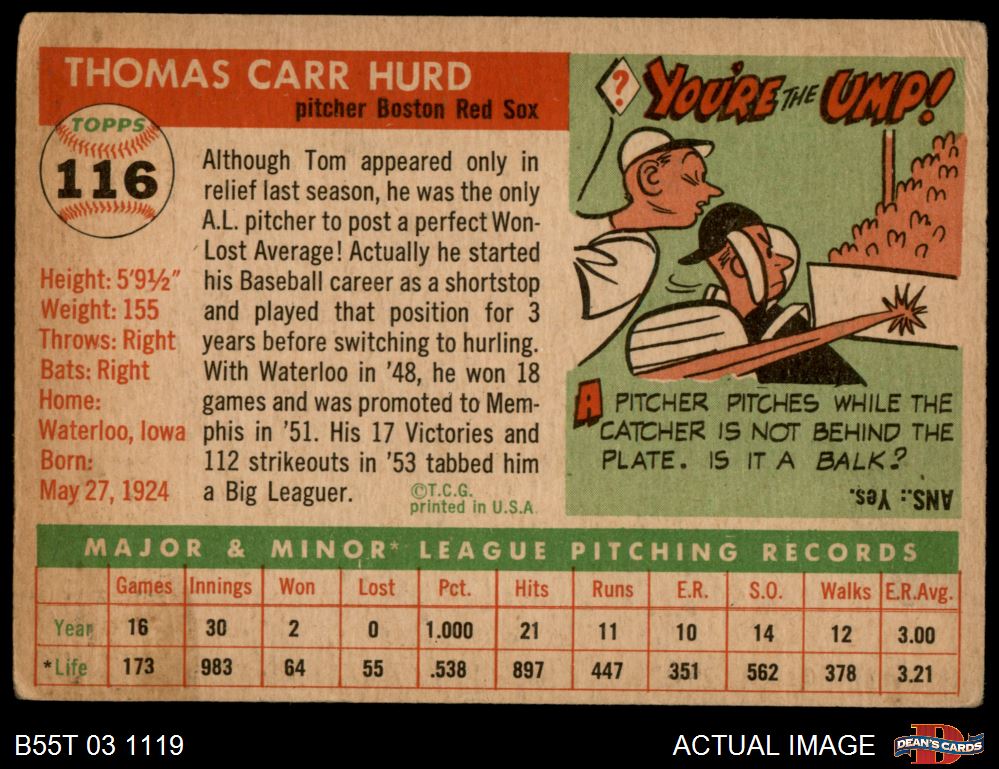 THOMAS CARR HURD
pitcher Boston Red Sox
TOPPS
116
Height: 5'9½"
Weight: 155
Throws: Right
Bats: Right
Home:
Waterloo, Iowa
Born:
May 27, 1924
Although Tom appeared only in
relief last season, he was the only
A.L. pitcher to post a perfect Won-
Lost Average! Actually he started
his Baseball career as a shortstop
and played that position for 3
years before switching to hurling.
With Waterloo in '48, he won 18
games and was promoted to Mem-
phis in '51. His 17 Victories and
112 strikeouts in '53 tabbed him
a Big Leaguer.
©T.C.G.
printed in U.S.A.
? YOU'RE THE UMP!
A PITCHER PITCHES WHILE THE
CATCHER IS NOT BEHIND THE
PLATE. IS IT A BALK?
ANS.: Yes.
MAJOR & MINOR* LEAGUE PITCHING RECORDS
Games Innings Won Lost Pct. Hits Runs E.R. S.O. Walks E.R.Avg.
Year 16 30 2 0 1.000 21 11 10 14 12 3.00
*Life 173 983 64 55 .538 897 447 351 562 378 3.21
B55T 03 1119
ACTUAL IMAGE
D
DEAN'S CARDS